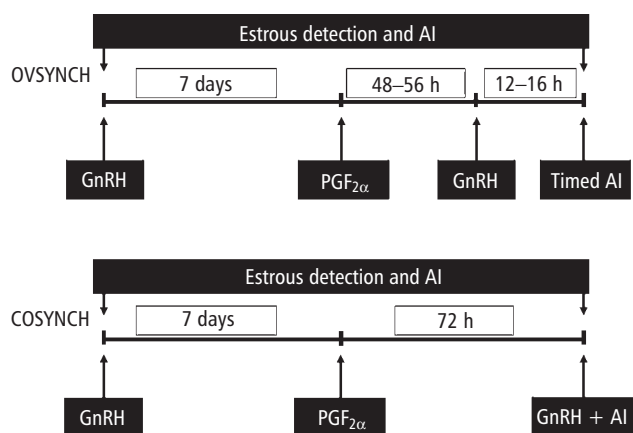 Estrous detection and AI
OVSYNCH
7 days
48–56 h
12–16 h
GnRH
PGF2α
GnRH
Timed AI
Estrous detection and AI
COSYNCH
7 days
72 h
GnRH
PGF2α
GnRH + AI